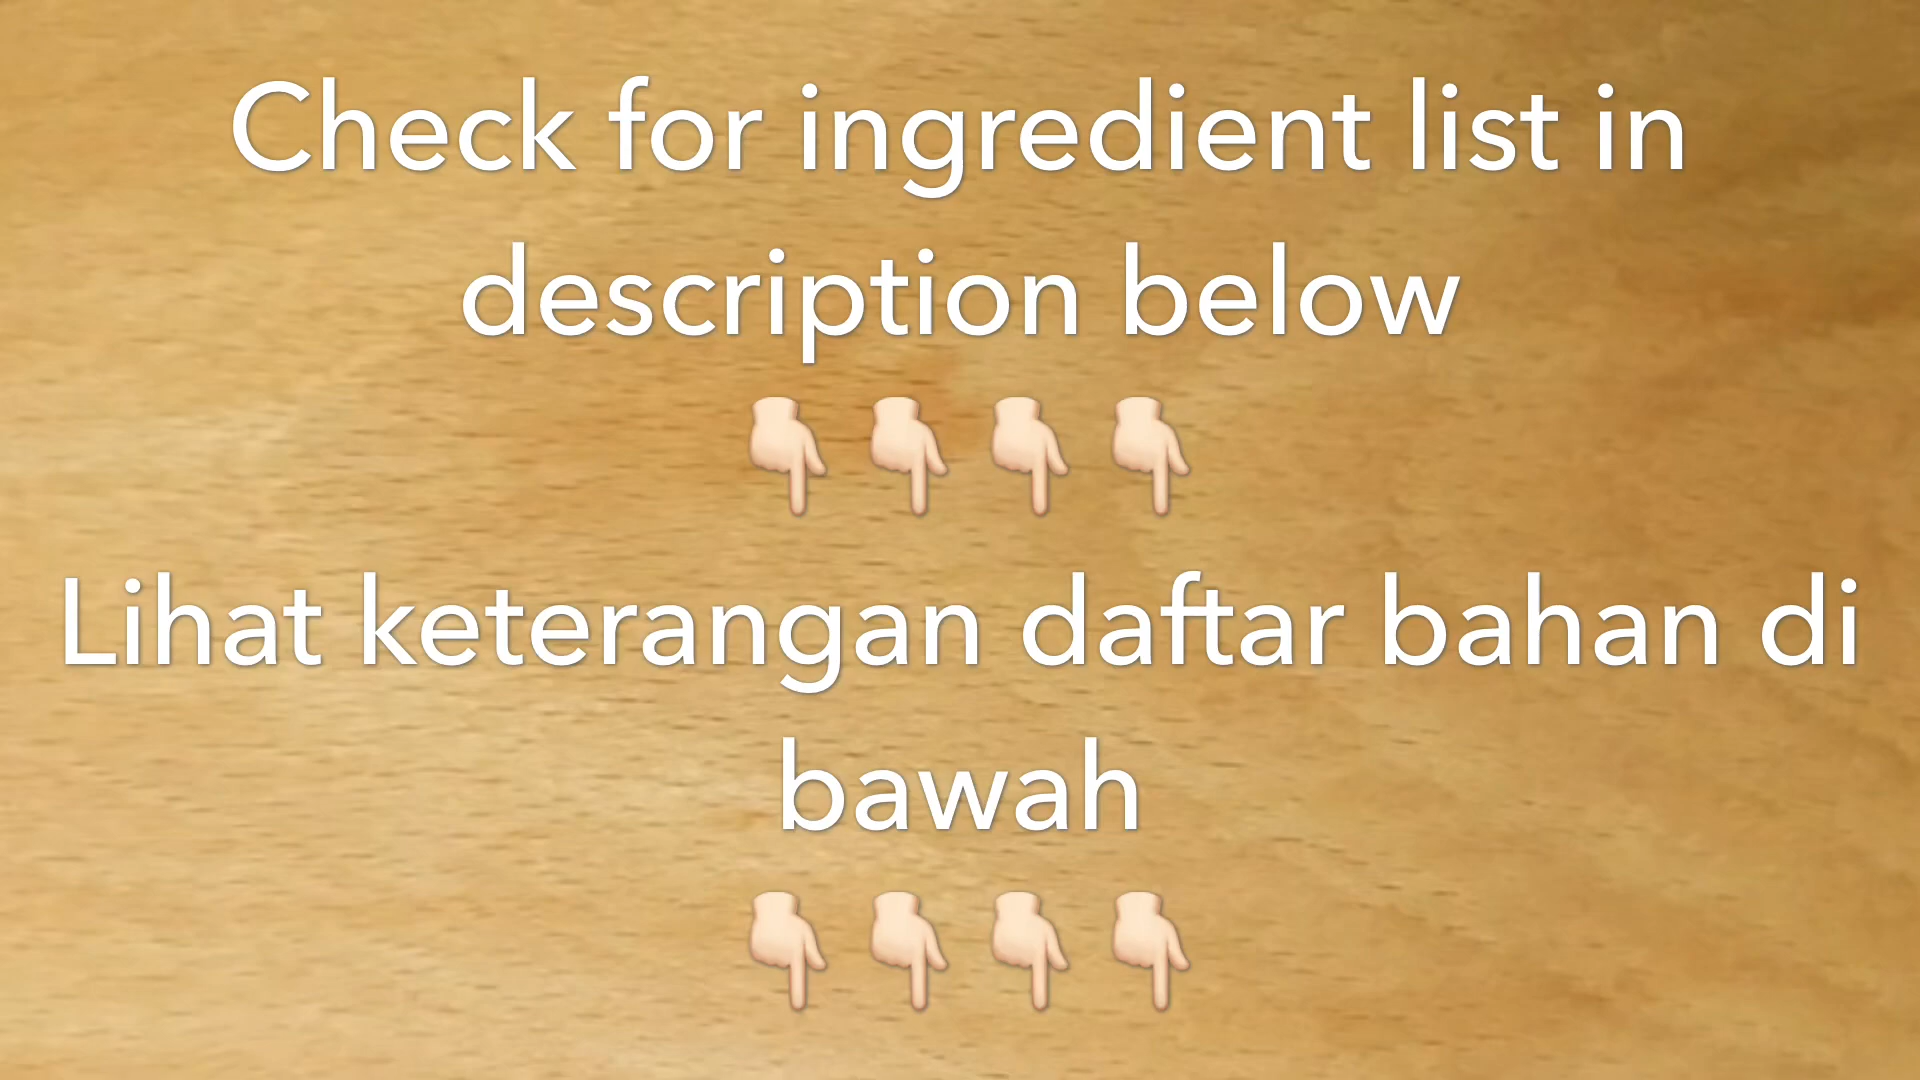 Check for ingredient list in
description below
👇🏻👇🏻👇🏻👇🏻
Lihat keterangan daftar bahan di
bawah
👇🏻👇🏻👇🏻👇🏻